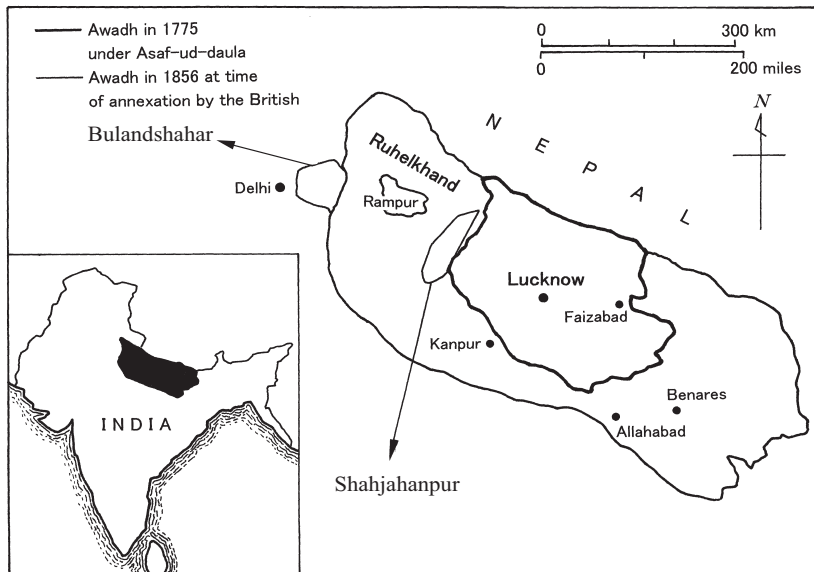 Awadh in 1775
under Asaf-ud-daula
Awadh in 1856 at time
of annexation by the British
0 300 km
0 200 miles
N
Bulandshahar
NEPAL
Ruhelkhand
Delhi
Rampur
Lucknow
Faizabad
Kanpur
Benares
Allahabad
INDIA
Shahjahanpur